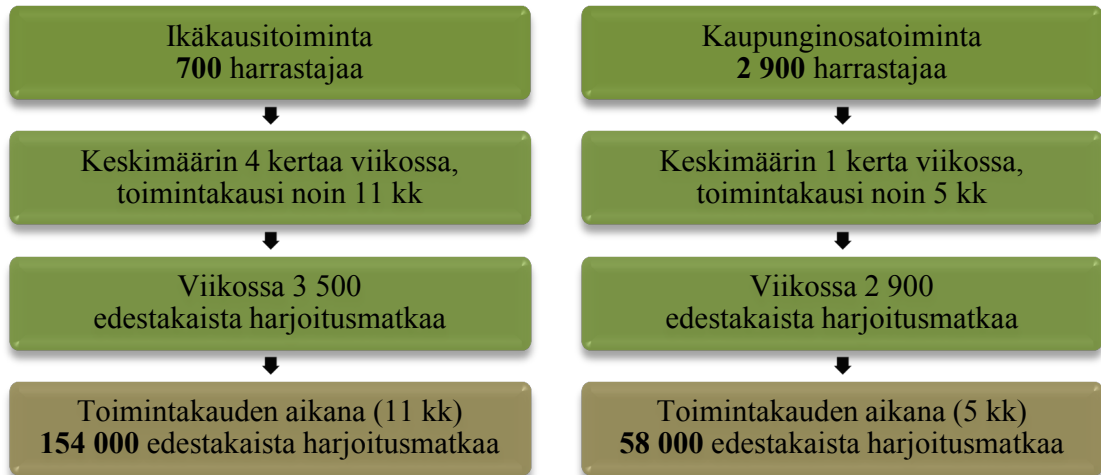 Ikäkausitoiminta
700 harrastajaa
Keskimäärin 4 kertaa viikossa,
toimintakausi noin 11 kk
Viikossa 3 500
edestakaista harjoitusmatkaa
Toimintakauden aikana (11 kk)
154 000 edestakaista harjoitusmatkaa
Kaupunginosatoiminta
2 900 harrastajaa
Keskimäärin 1 kerta viikossa,
toimintakausi noin 5 kk
Viikossa 2 900
edestakaista harjoitusmatkaa
Toimintakauden aikana (5 kk)
58 000 edestakaista harjoitusmatkaa